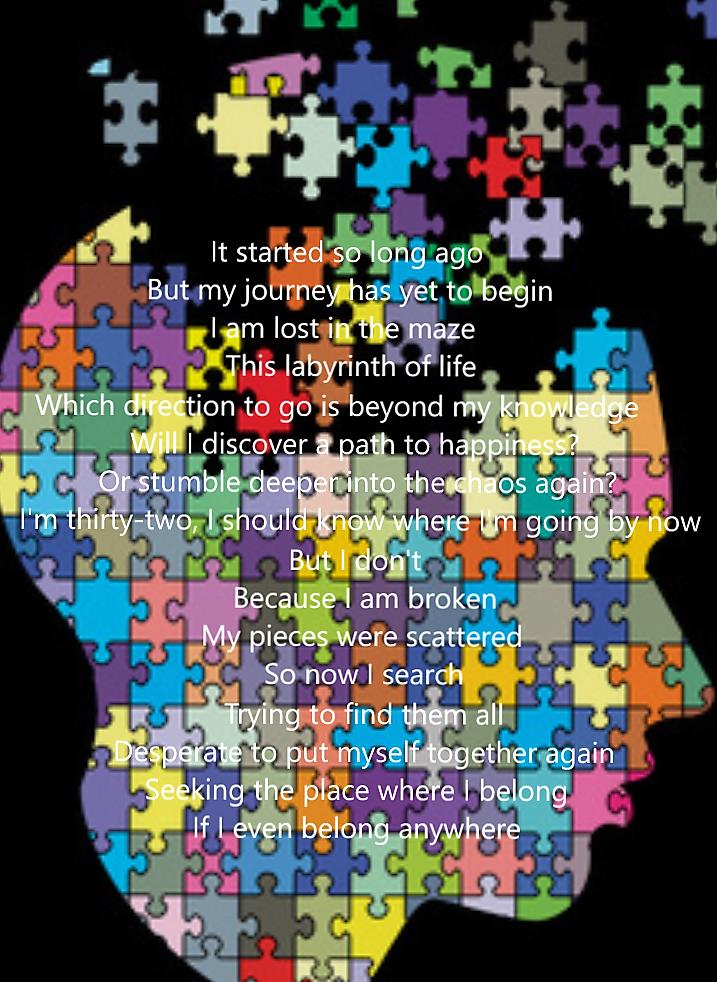 It started so long ago
But my journey has yet to begin
I am lost in the maze
This labyrinth of life
Which direction to go is beyond my knowledge
Will I discover a path to happiness?
Or stumble deeper into the chaos again?
I'm thirty-two, I should know where I'm going by now
But I don't
Because I am broken
My pieces were scattered
So now I search
Trying to find them all
Desperate to put myself together again
Seeking the place where I belong
If I even belong anywhere